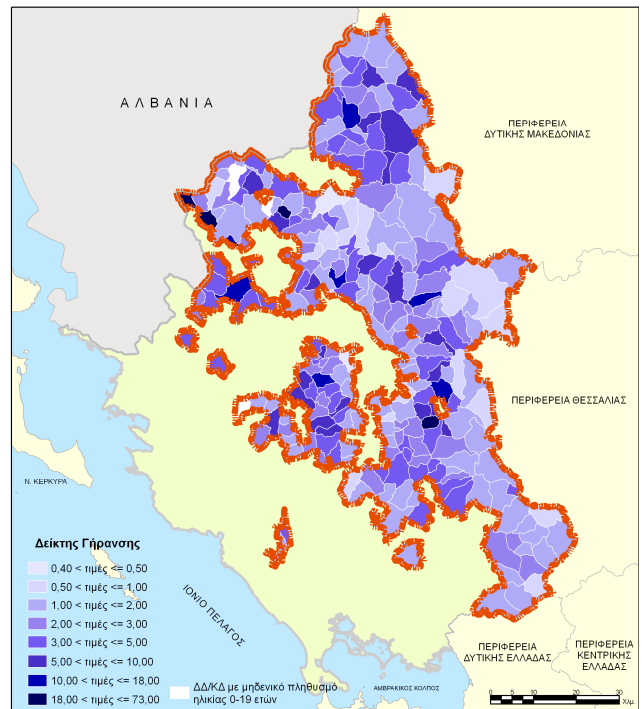 ΑΛΒΑΝΙΑ
ΠΕΡΙΦΕΡΕΙΑ
ΔΥΤΙΚΗΣ ΜΑΚΕΔΟΝΙΑΣ
ΠΕΡΙΦΕΡΕΙΑ ΘΕΣΣΑΛΙΑΣ
Ν. ΚΕΡΚΥΡΑ
ΙΟΝΙΟ ΠΕΛΑΓΟΣ
Δείκτης Γήρανσης
0,40 < τιμές <= 0,50
0,50 < τιμές <= 1,00
1,00 < τιμές <= 2,00
2,00 < τιμές <= 3,00
3,00 < τιμές <= 5,00
5,00 < τιμές <= 10,00
10,00 < τιμές <= 18,00
18,00 < τιμές <= 73,00
ΔΔ/ΚΔ με μηδενικό πληθυσμό
ηλικίας 0-19 ετών
ΑΜΒΡΑΚΙΚΟΣ ΚΟΛΠΟΣ
ΠΕΡΙΦΕΡΕΙΑ
ΔΥΤΙΚΗΣ ΕΛΛΑΔΑΣ
ΠΕΡΙΦΕΡΕΙΑ
ΚΕΝΤΡΙΚΗΣ
ΕΛΛΑΔΑΣ
0 5 10 20 30
Χλμ.